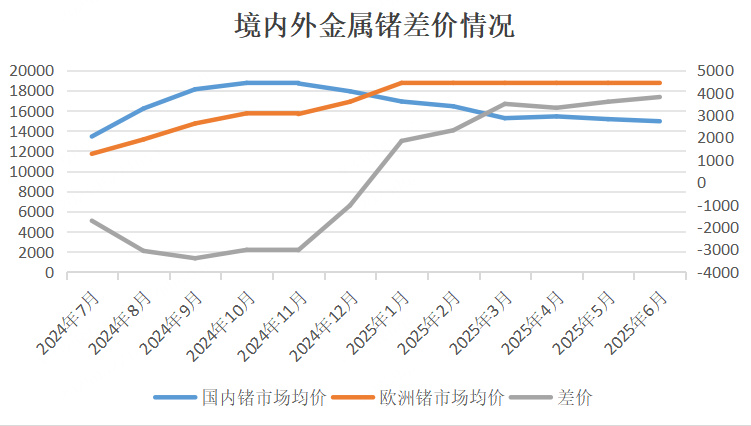 境内外金属锗差价情况
20000
18000
16000
14000
12000
10000
8000
6000
4000
2000
0
5000
4000
3000
2000
1000
0
-1000
-2000
-3000
-4000
2024年7月
2024年8月
2024年9月
2024年10月
2024年11月
2024年12月
2025年1月
2025年2月
2025年3月
2025年4月
2025年5月
2025年6月
国内锗市场均价 欧洲锗市场均价 差价